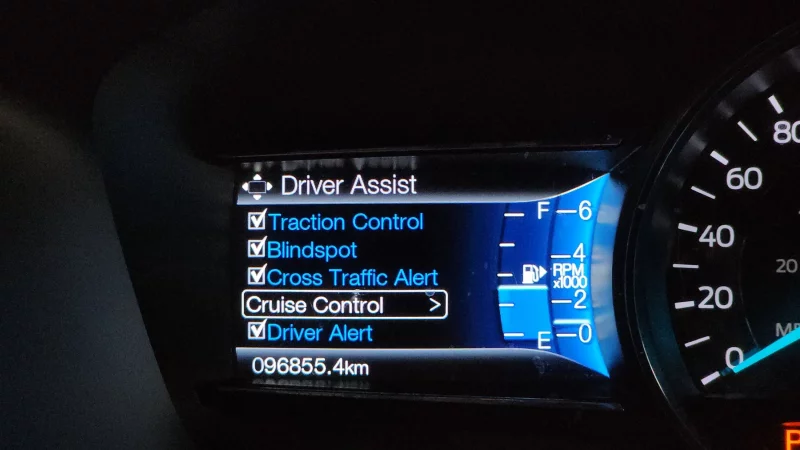 Driver Assist
Traction Control
Blindspot
Cross Traffic Alert
Cruise Control >
Driver Alert
096855.4km
F
E
6
4
RPM
x1000
2
0
80
60
40
20
0
20
P